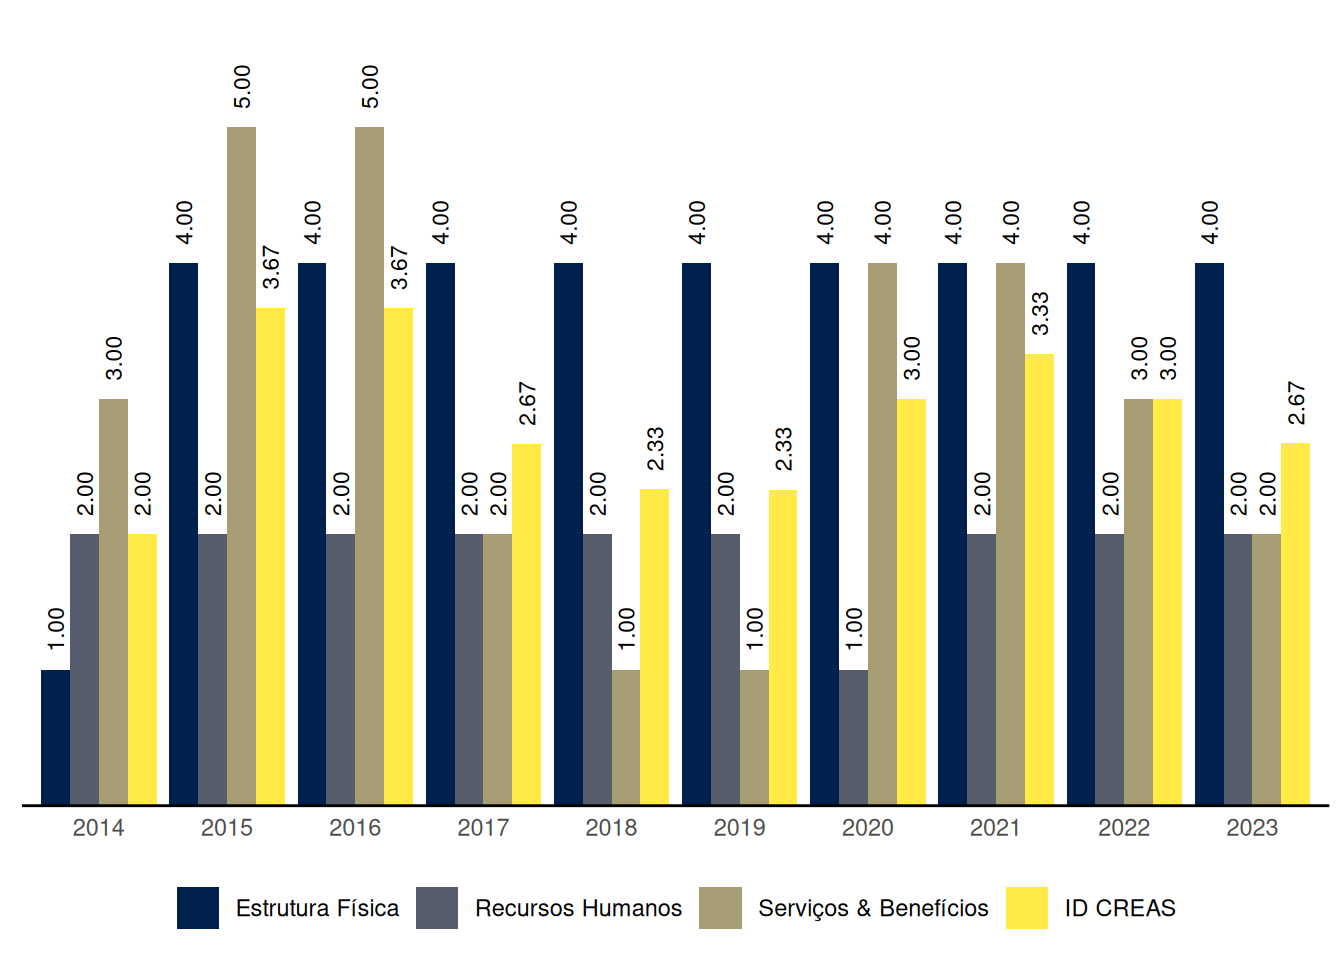 1.00 2.00 3.00 2.00
4.00 2.00 5.00 3.67
4.00 2.00 5.00 3.67
4.00 2.00 2.00 2.67
4.00 2.00 1.00 2.33
4.00 2.00 1.00 2.33
4.00 1.00 4.00 3.00
4.00 2.00 4.00 3.33
4.00 2.00 3.00 3.00
4.00 2.00 2.00 2.67
2014 2015 2016 2017 2018 2019 2020 2021 2022 2023
Estrutura Física Recursos Humanos Serviços & Benefícios ID CREAS